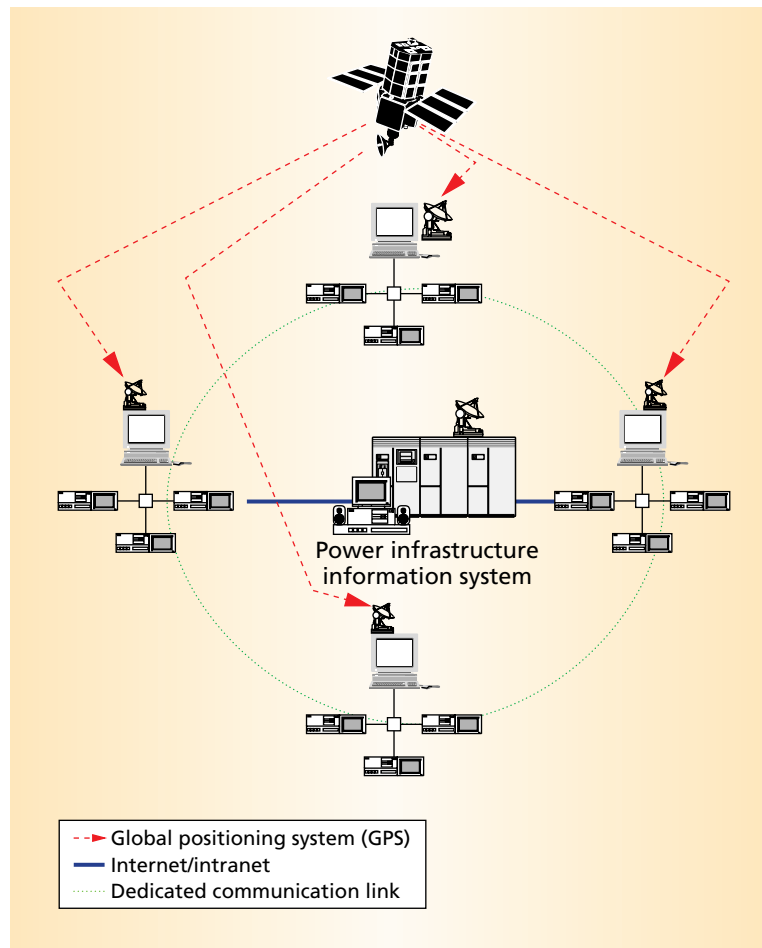 Power infrastructure
information system
Global positioning system (GPS)
Internet/intranet
Dedicated communication link